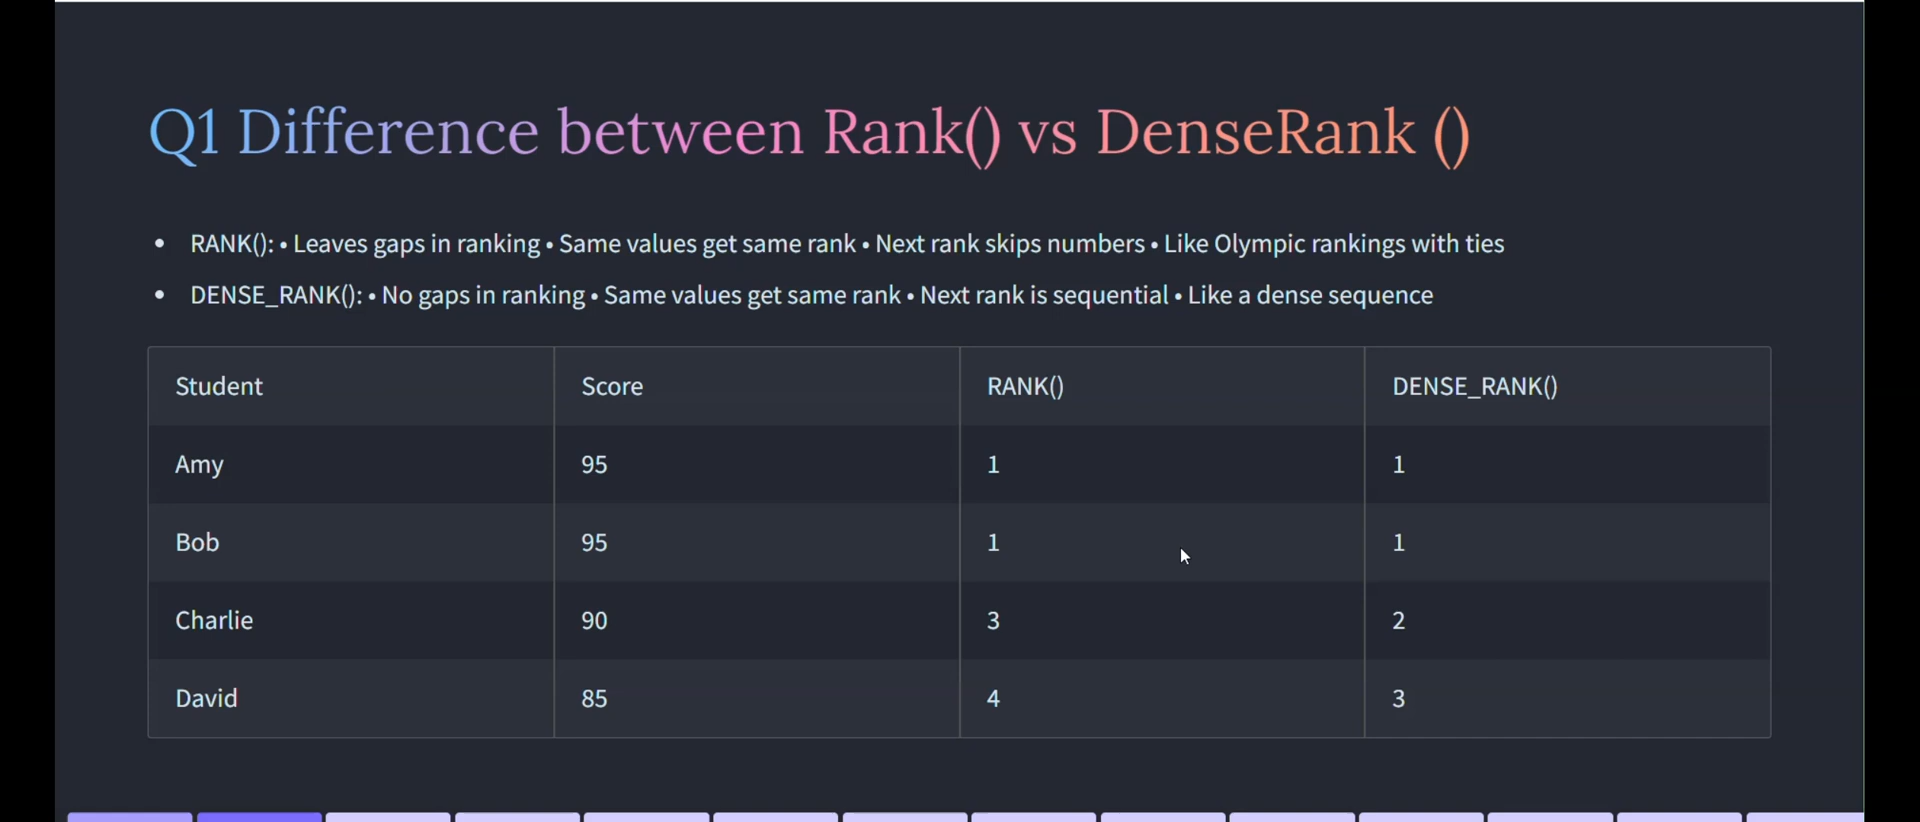 Q1 Difference between Rank() vs DenseRank ()
• RANK(): • Leaves gaps in ranking • Same values get same rank • Next rank skips numbers • Like Olympic rankings with ties
• DENSE_RANK(): • No gaps in ranking • Same values get same rank • Next rank is sequential • Like a dense sequence
Student Score RANK() DENSE_RANK()
Amy 95 1 1
Bob 95 1 1
Charlie 90 3 2
David 85 4 3